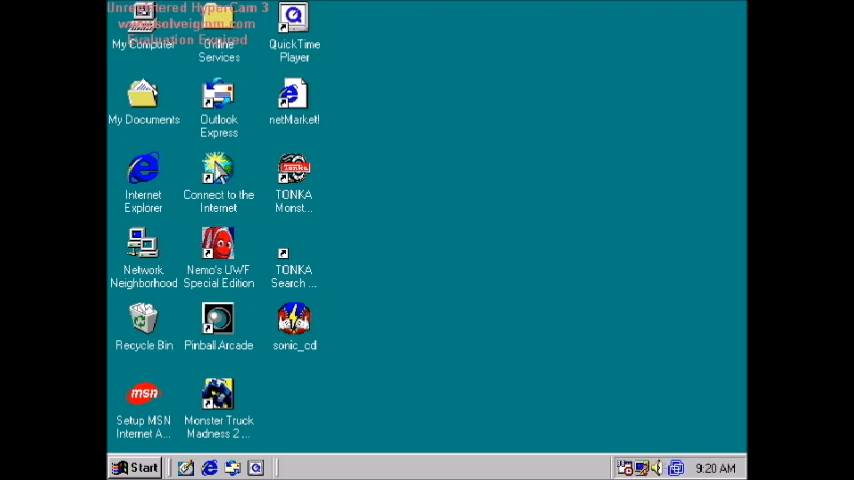 Unregistered HyperCam 3
www.solveigmm.com
Evaluation Expired
My Computer
Online
Services
QuickTime
Player
My Documents
Outlook
Express
netMarket!
Internet
Explorer
Connect to the
Internet
Tonka
TONKA
Monst...
Network
Neighborhood
Nemo's UWF
Special Edition
TONKA
Search ...
Recycle Bin
Pinball Arcade
sonic_cd
msn
Setup MSN
Internet A...
Monster Truck
Madness 2 ...
Start
9:20 AM